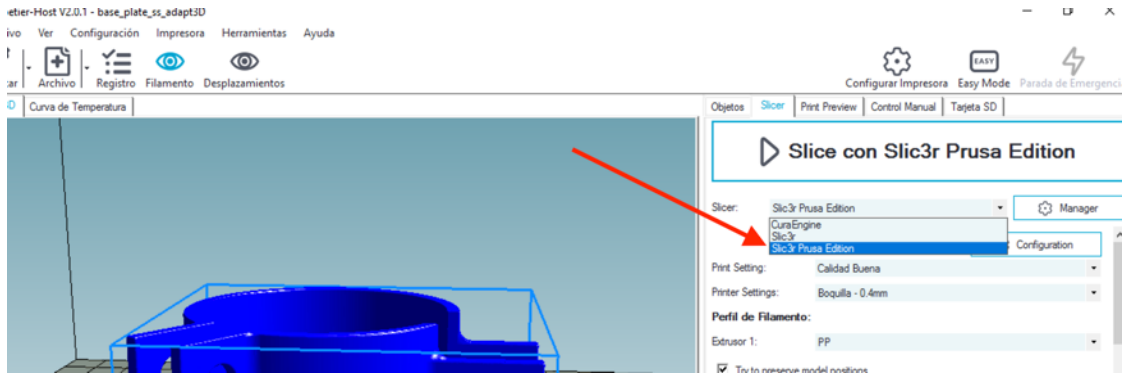 etier-Host V2.0.1 - base_plate_ss_adapt3D
ivo Ver Configuración Impresora Herramientas Ayuda
ar Archivo Registro Filamento Desplazamientos Configurar Impresora Easy Mode Parada de Emergenci
EASY
D Curva de Temperatura Objetos Slicer Print Preview Control Manual Tarjeta SD
Slice con Slic3r Prusa Edition
Slicer: Slic3r Prusa Edition Manager
CuraEngine
Slic3r
Slic3r Prusa Edition Configuration
Print Setting: Calidad Buena
Printer Settings: Boquilla - 0.4mm
Perfil de Filamento:
Extrusor 1: PP
Try to preserve model positions